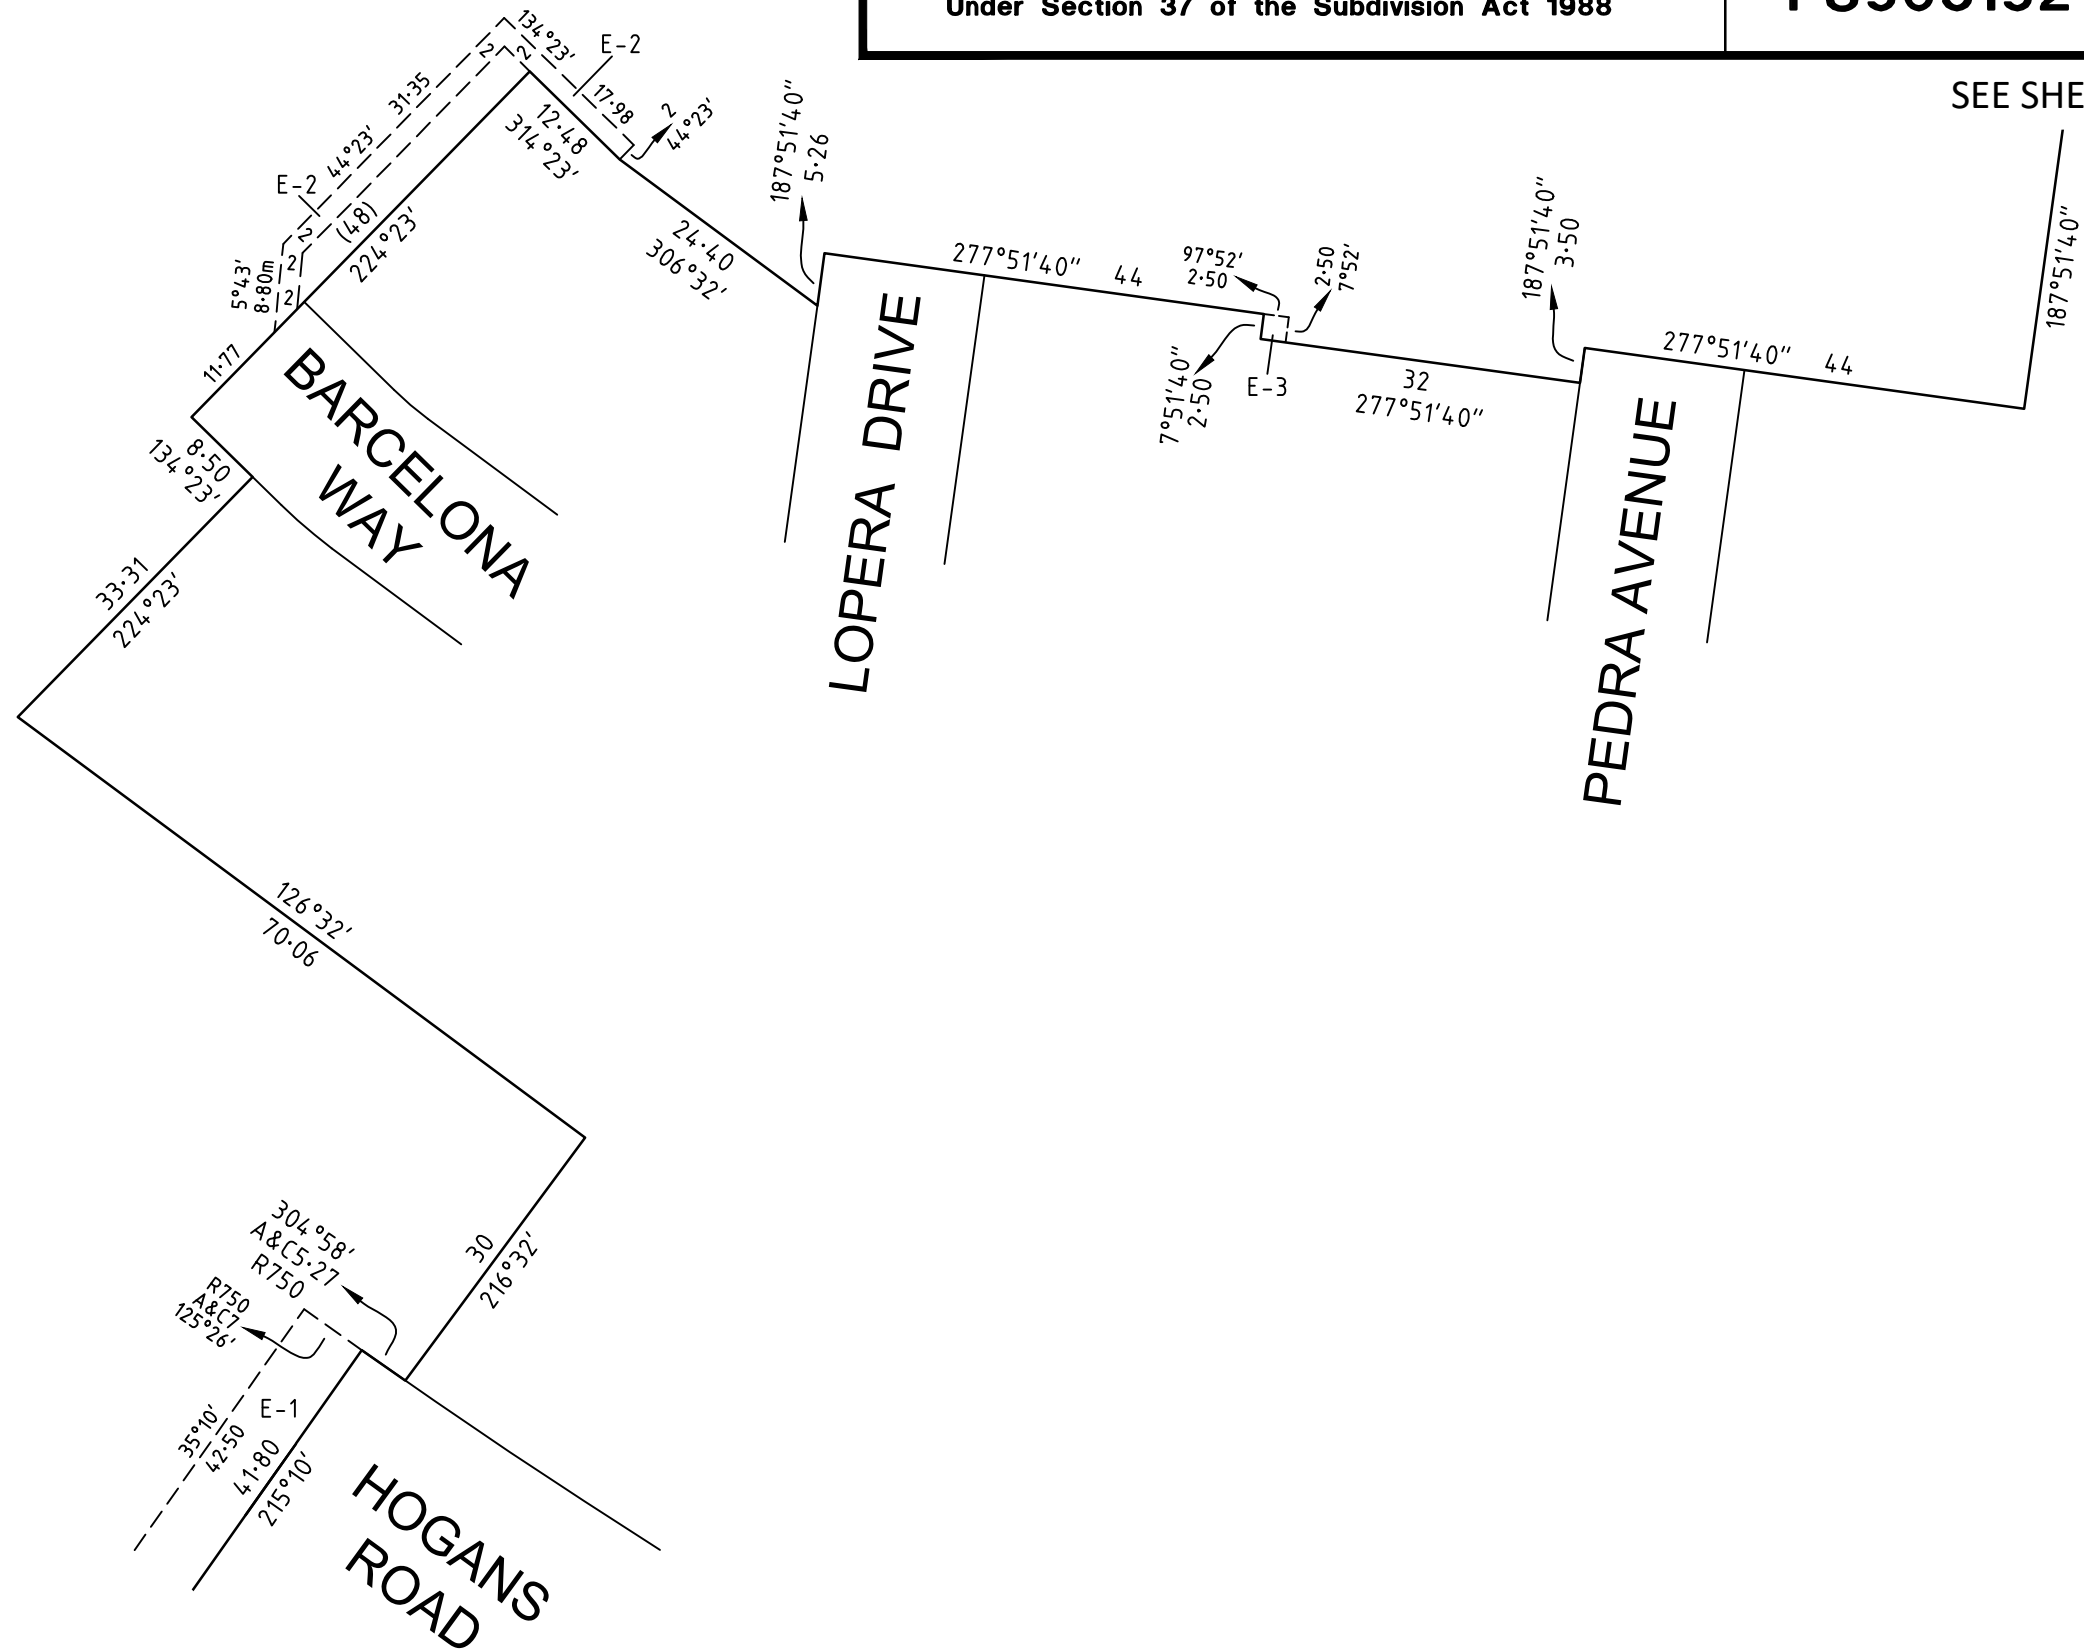 Under Section 37 of the Subdivision Act 1988
SEE SHE
134°23'
E-2
2
2
31·35
17·98
2
44°23'
12·48
314°23'
44°23'
E-2
2
(48)
224°23'
5°43'
8·80m
2
2
11·77
24·40
306°32'
187°51'40"
5·26
277°51'40" 44
97°52'
2·50
2·50
7°52'
187°51'40"
3·50
7°51'40"
2·50
E-3
32
277°51'40"
277°51'40" 44
187°51'40"
BARCELONA
WAY
8·50
134°23'
LOPERA DRIVE
PEDRA AVENUE
33·31
224°23'
126°32'
70·06
30
216°32'
304°58'
A&C5·27
R750
R750
A&C7
125°26'
E-1
35°10'
42·50
41·80
215°10'
HOGANS
ROAD